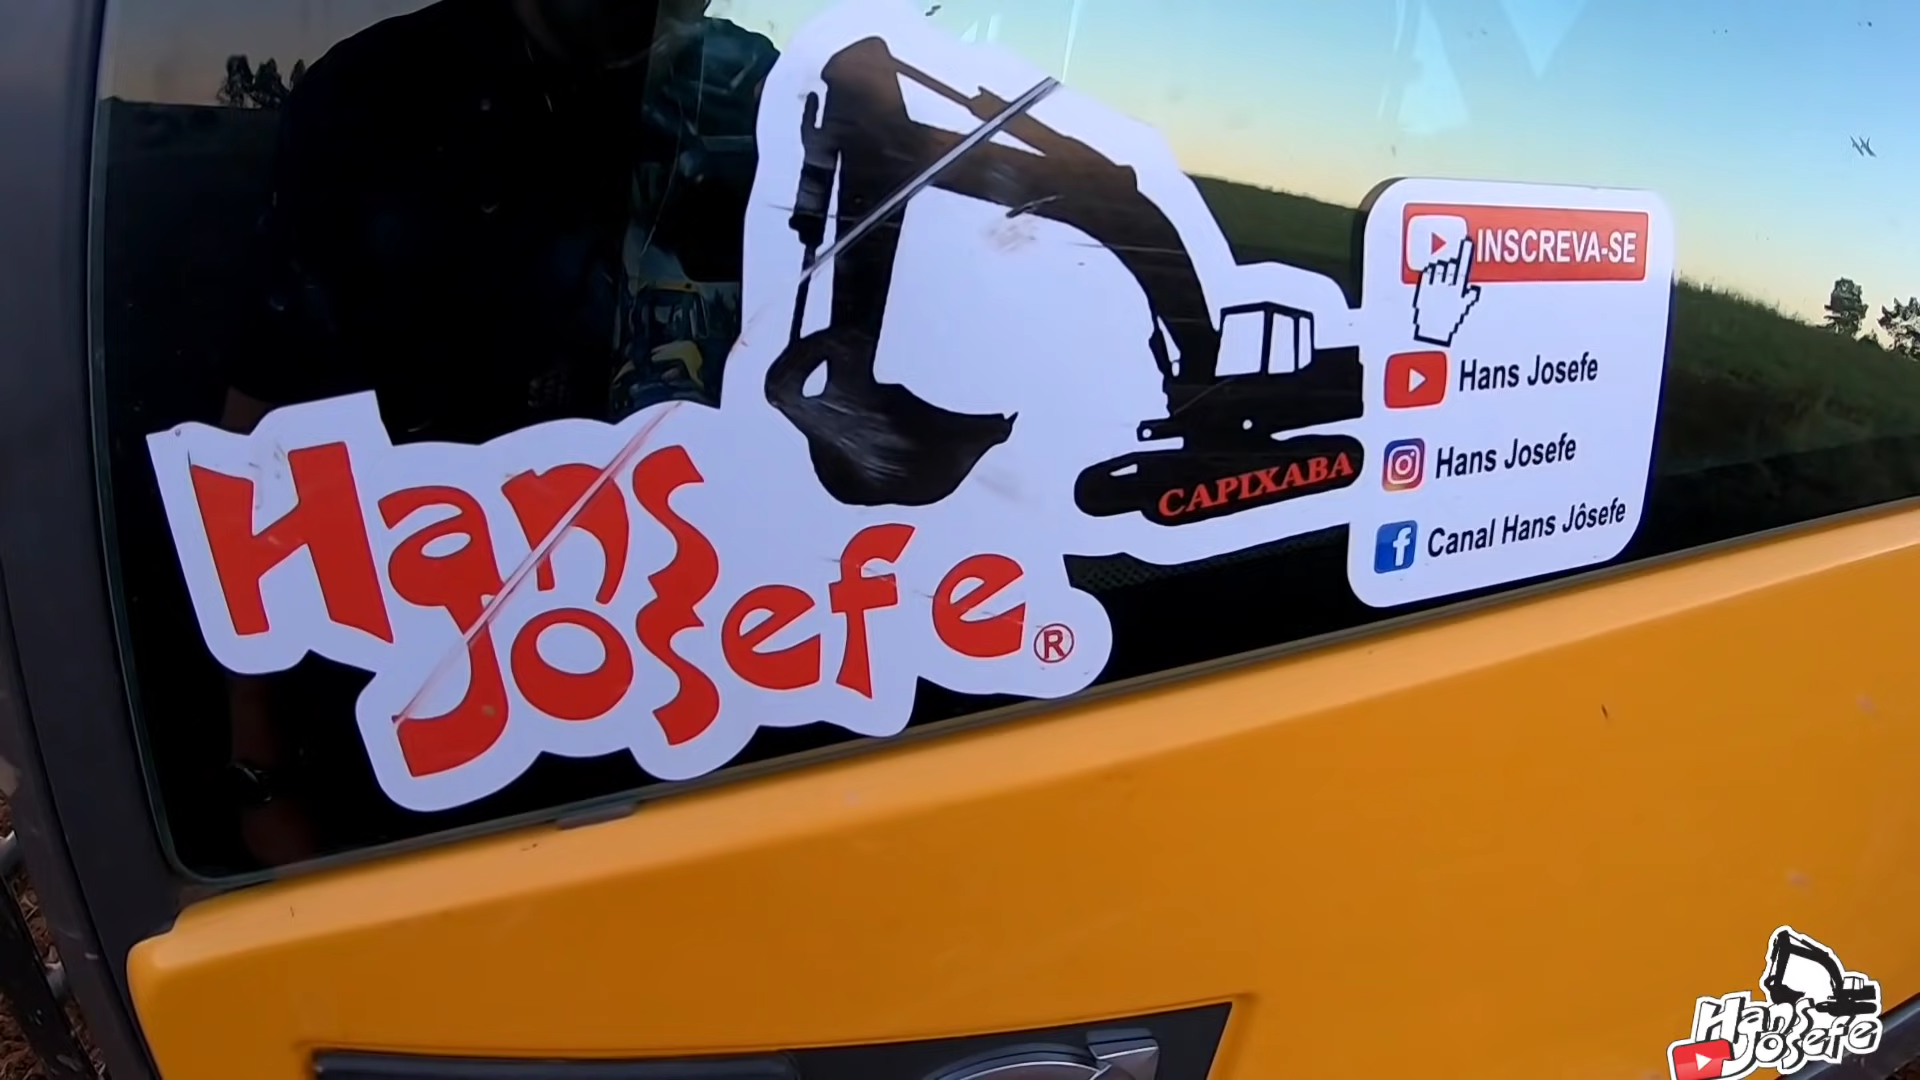 Hans
Josefe
®
CAPIXABA
INSCREVA-SE
Hans Josefe
Hans Josefe
Canal Hans Jôsefe
Hans
Josefe